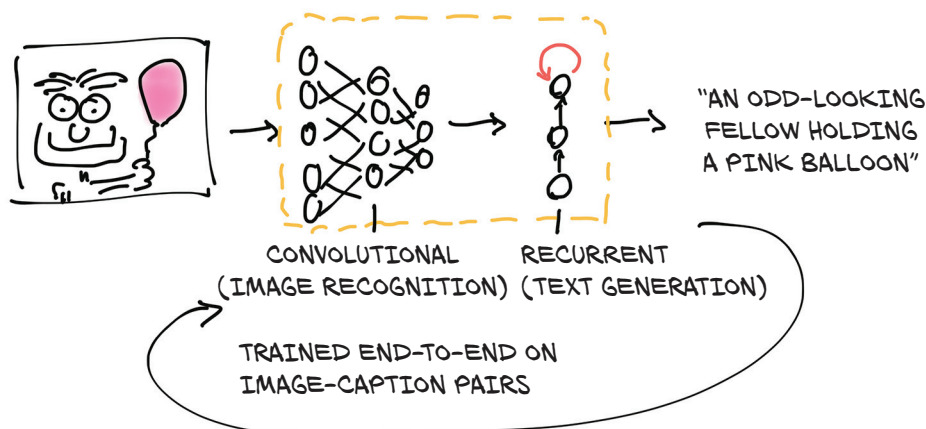 "AN ODD-LOOKING
FELLOW HOLDING
A PINK BALLOON"
CONVOLUTIONAL
(IMAGE RECOGNITION)
RECURRENT
(TEXT GENERATION)
TRAINED END-TO-END ON
IMAGE-CAPTION PAIRS